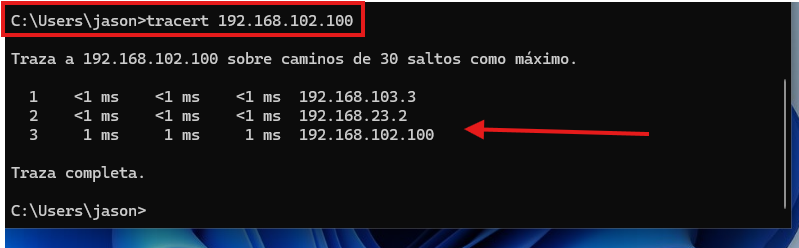 C:\Users\jason>tracert 192.168.102.100
Traza a 192.168.102.100 sobre caminos de 30 saltos como máximo.
1 <1 ms <1 ms <1 ms 192.168.103.3
2 <1 ms <1 ms <1 ms 192.168.23.2
3 1 ms 1 ms 1 ms 192.168.102.100
Traza completa.
C:\Users\jason>